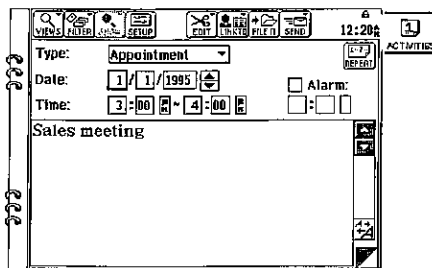 VIEWS FILTER SETUP EDIT LINKTO FILE IT SEND 12:20
1
ACTIVITIES
Type: Appointment
REPEAT
Date: 1/1/1995
Alarm:
Time: 3:00 ~ 4:00
:
Sales meeting